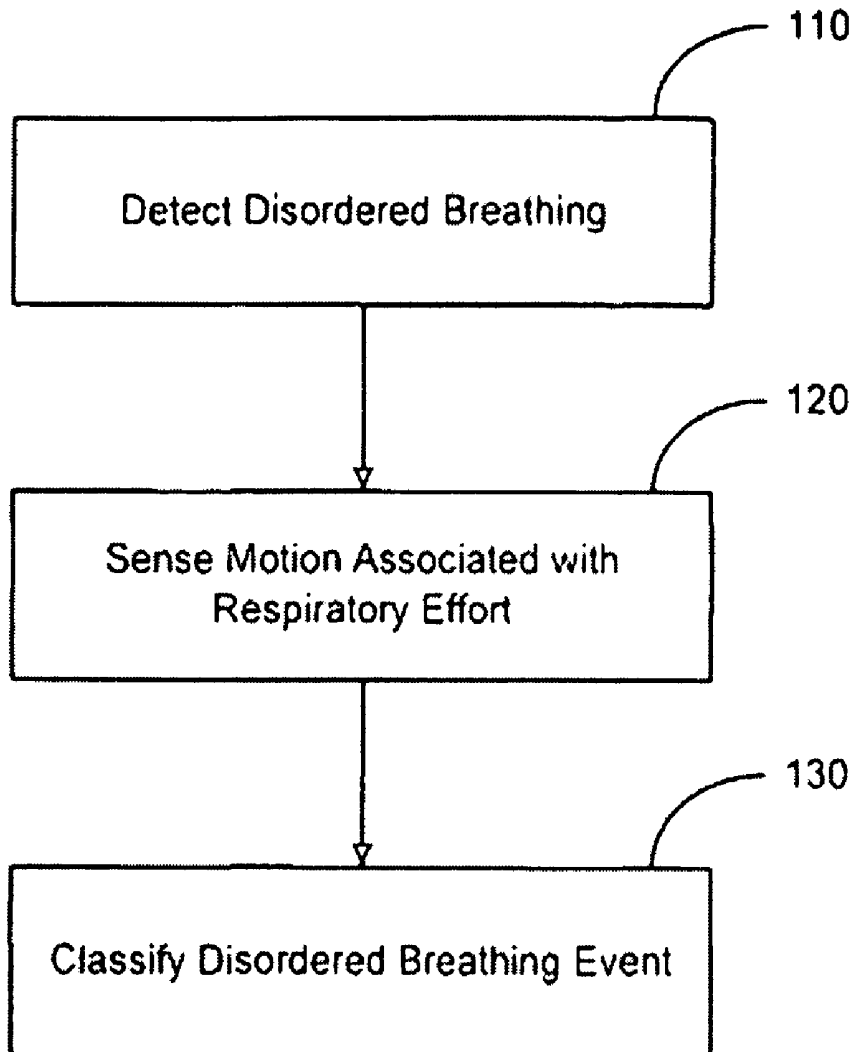 110
Detect Disordered Breathing
120
Sense Motion Associated with
Respiratory Effort
130
Classify Disordered Breathing Event